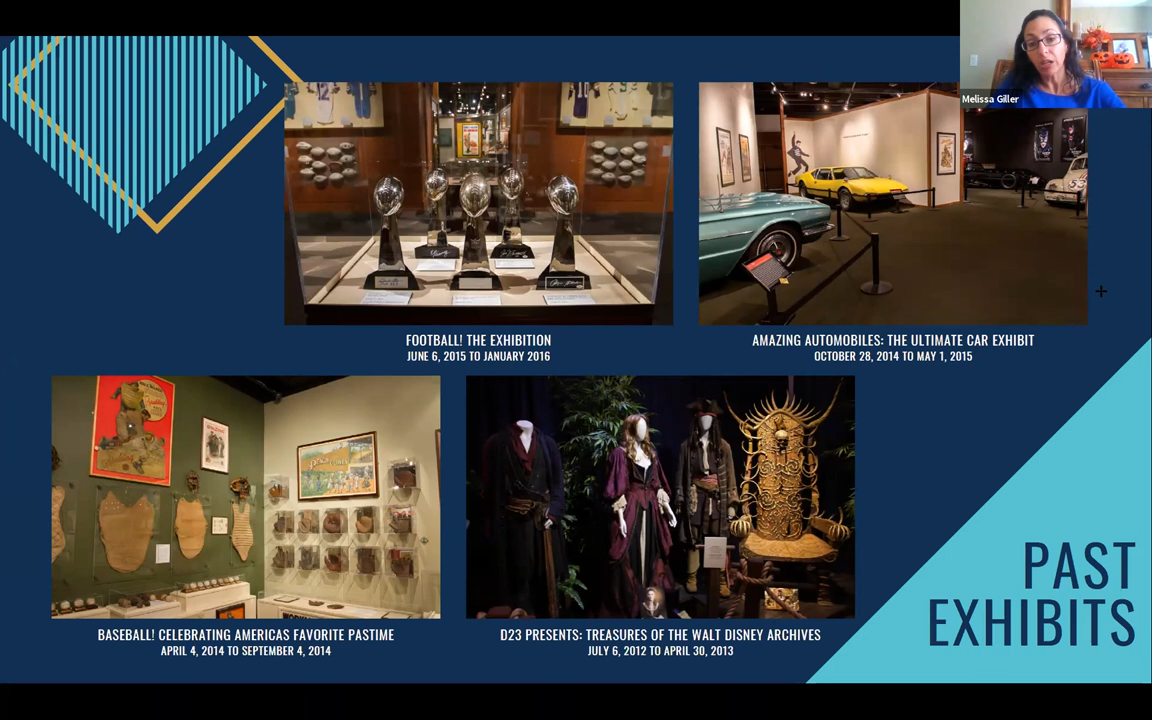 Melissa Giller
FOOTBALL! THE EXHIBITION
JUNE 6, 2015 TO JANUARY 2016
AMAZING AUTOMOBILES: THE ULTIMATE CAR EXHIBIT
OCTOBER 28, 2014 TO MAY 1, 2015
53
BASEBALL! CELEBRATING AMERICAS FAVORITE PASTIME
APRIL 4, 2014 TO SEPTEMBER 4, 2014
D23 PRESENTS: TREASURES OF THE WALT DISNEY ARCHIVES
JULY 6, 2012 TO APRIL 30, 2013
PAST
EXHIBITS